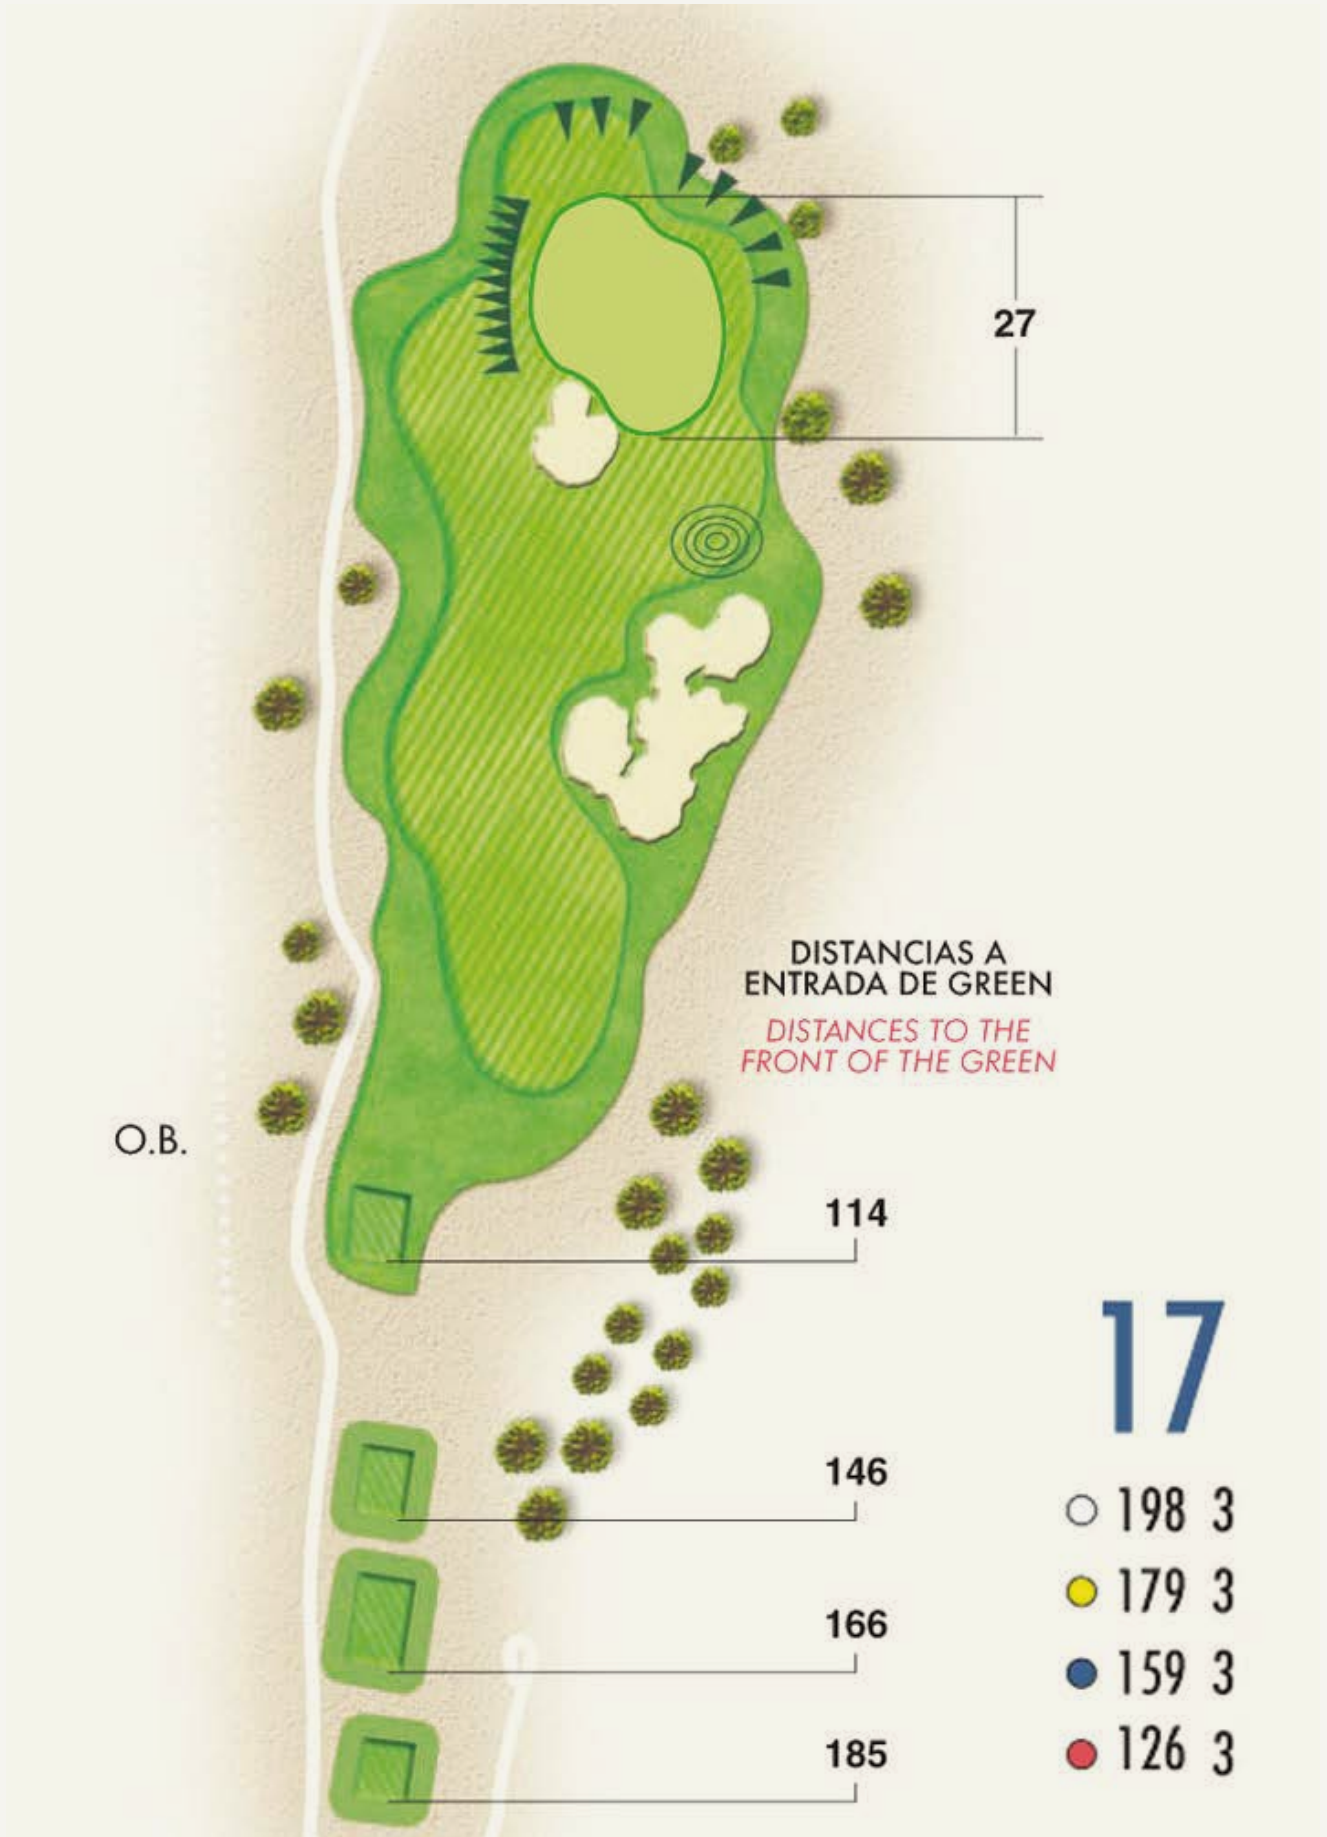 27
DISTANCIAS A
ENTRADA DE GREEN
DISTANCES TO THE
FRONT OF THE GREEN
O.B.
114
17
146
198 3
179 3
166
159 3
185
126 3